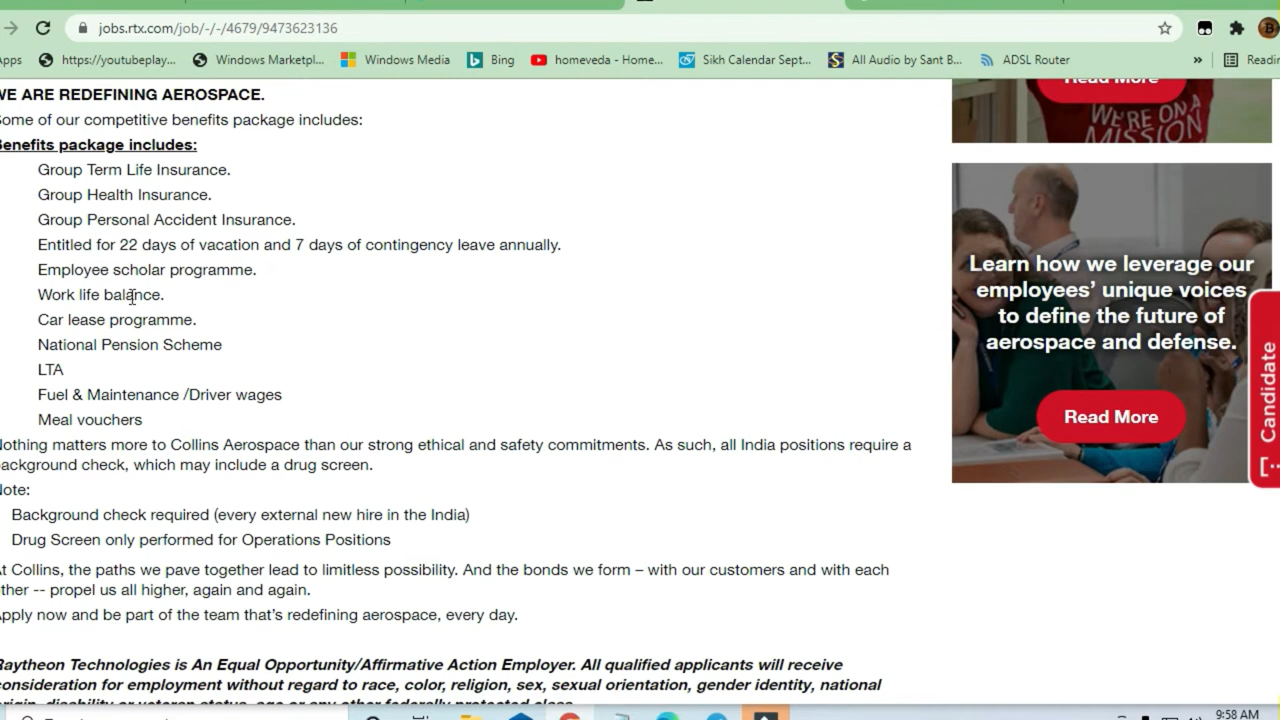 jobs.rtx.com/job/-/-/4679/9473623136
https://youtubeplay... Windows Marketpl... Windows Media Bing homeveda - Home... Sikh Calendar Sept... All Audio by Sant B... ADSL Router »
WE ARE REDEFINING AEROSPACE.
Some of our competitive benefits package includes:
Benefits package includes:
Group Term Life Insurance.
Group Health Insurance.
Group Personal Accident Insurance.
Entitled for 22 days of vacation and 7 days of contingency leave annually.
Employee scholar programme.
Work life balance.
Car lease programme.
National Pension Scheme
LTA
Fuel & Maintenance /Driver wages
Meal vouchers
Nothing matters more to Collins Aerospace than our strong ethical and safety commitments. As such, all India positions require a
background check, which may include a drug screen.
Note:
Background check required (every external new hire in the India)
Drug Screen only performed for Operations Positions
At Collins, the paths we pave together lead to limitless possibility. And the bonds we form – with our customers and with each
other -- propel us all higher, again and again.
Apply now and be part of the team that's redefining aerospace, every day.
Raytheon Technologies is An Equal Opportunity/Affirmative Action Employer. All qualified applicants will receive
consideration for employment without regard to race, color, religion, sex, sexual orientation, gender identity, national
origin, disability or veteran status, age or any other federally protected class.
Read More
WE'RE ON A
MISSION
Learn how we leverage our
employees' unique voices
to define the future of
aerospace and defense.
Read More
Candidate
9:58 AM